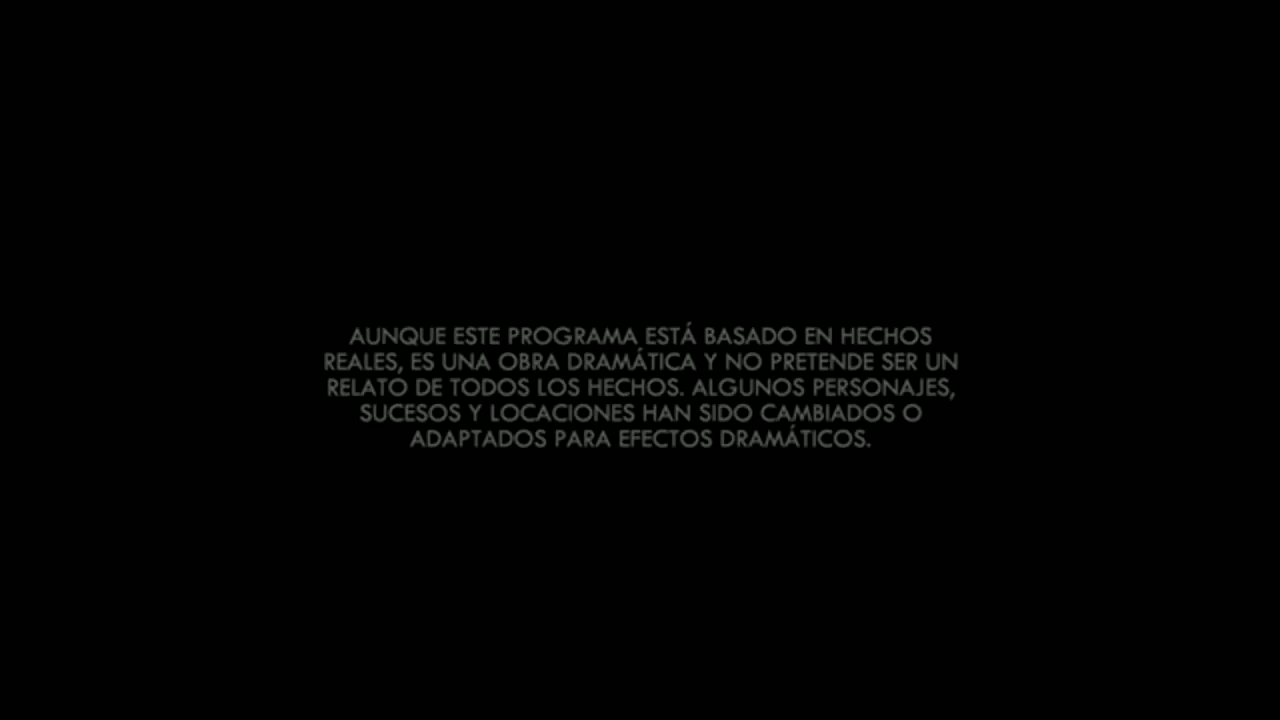 AUNQUE ESTE PROGRAMA ESTÁ BASADO EN HECHOS
REALES, ES UNA OBRA DRAMÁTICA Y NO PRETENDE SER UN
RELATO DE TODOS LOS HECHOS. ALGUNOS PERSONAJES,
SUCESOS Y LOCACIONES HAN SIDO CAMBIADOS O
ADAPTADOS PARA EFECTOS DRAMÁTICOS.